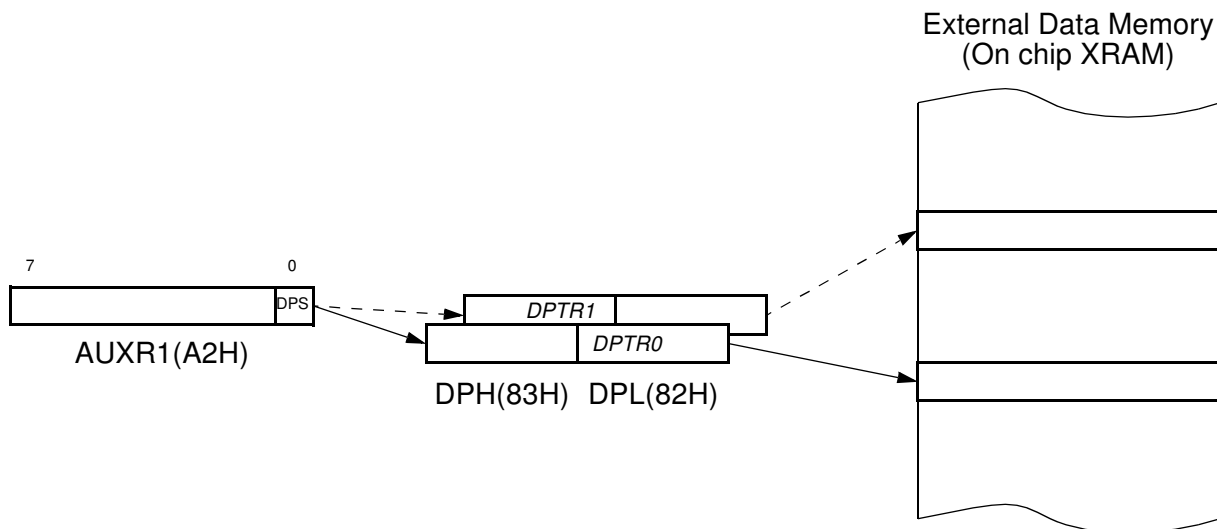 External Data Memory
(On chip XRAM)
7 0
DPS
DPTR1
DPTR0
AUXR1(A2H)
DPH(83H) DPL(82H)